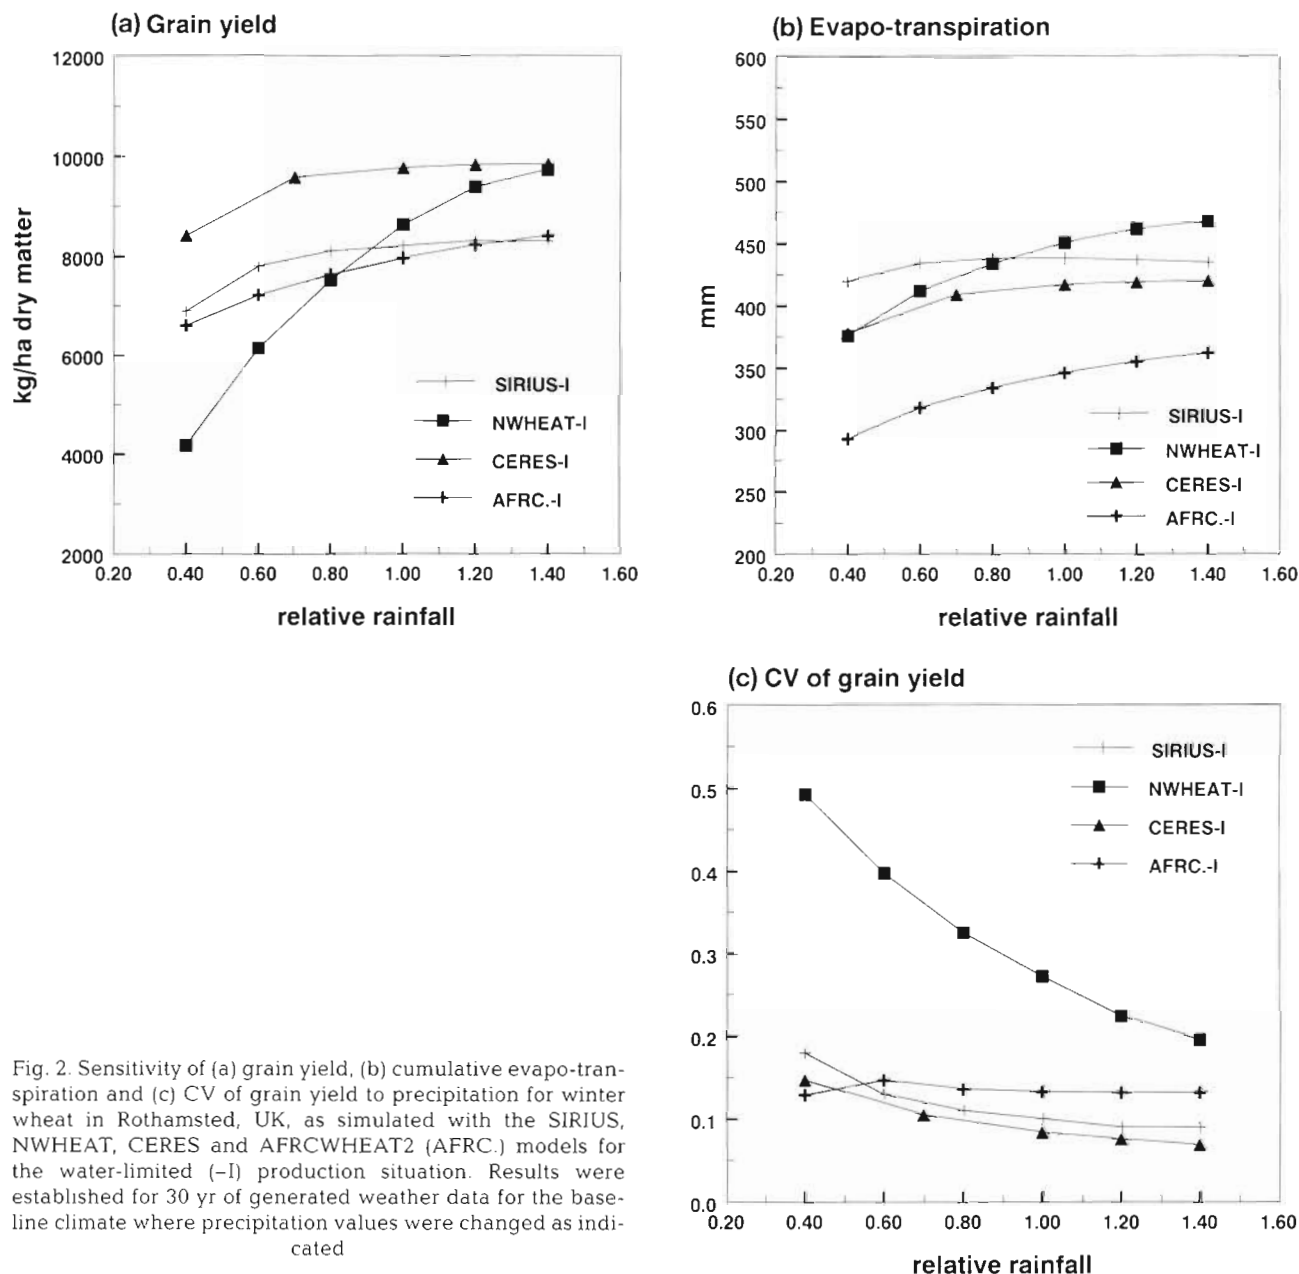 (a) Grain yield
12000
10000
8000
6000
4000
2000
kg/ha dry matter
SIRIUS-I
NWHEAT-I
CERES-I
AFRC.-I
0.20 0.40 0.60 0.80 1.00 1.20 1.40 1.60
relative rainfall
(b) Evapo-transpiration
600
550
500
450
400
350
300
250
200
mm
SIRIUS-I
NWHEAT-I
CERES-I
AFRC.-I
0.20 0.40 0.60 0.80 1.00 1.20 1.40 1.60
relative rainfall
(c) CV of grain yield
0.6
0.5
0.4
0.3
0.2
0.1
0.0
SIRIUS-I
NWHEAT-I
CERES-I
AFRC.-I
0.20 0.40 0.60 0.80 1.00 1.20 1.40 1.60
relative rainfall
Fig. 2. Sensitivity of (a) grain yield, (b) cumulative evapo-tran-
spiration and (c) CV of grain yield to precipitation for winter
wheat in Rothamsted, UK, as simulated with the SIRIUS,
NWHEAT, CERES and AFRCWHEAT2 (AFRC.) models for
the water-limited (–I) production situation. Results were
established for 30 yr of generated weather data for the base-
line climate where precipitation values were changed as indi-
cated